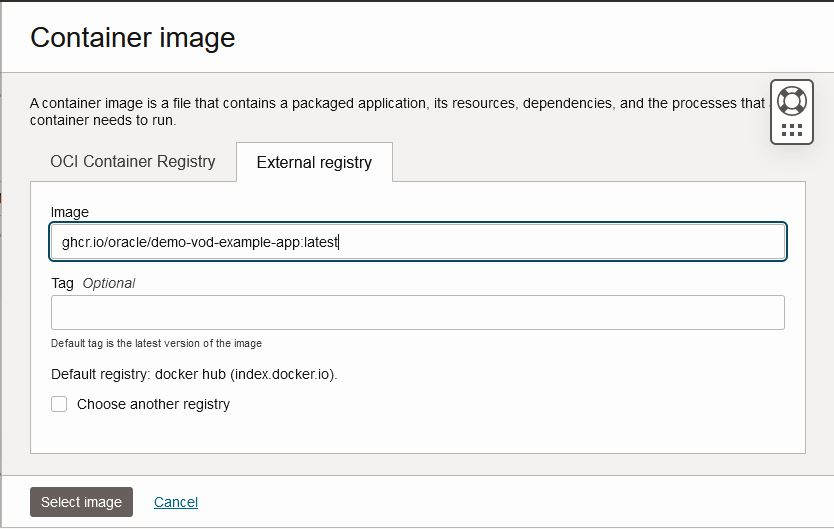 Container image
A container image is a file that contains a packaged application, its resources, dependencies, and the processes that
container needs to run.
OCI Container Registry
External registry
Image
ghcr.io/oracle/demo-vod-example-app:latest
Tag Optional
Default tag is the latest version of the image
Default registry: docker hub (index.docker.io).
Choose another registry
Select image
Cancel